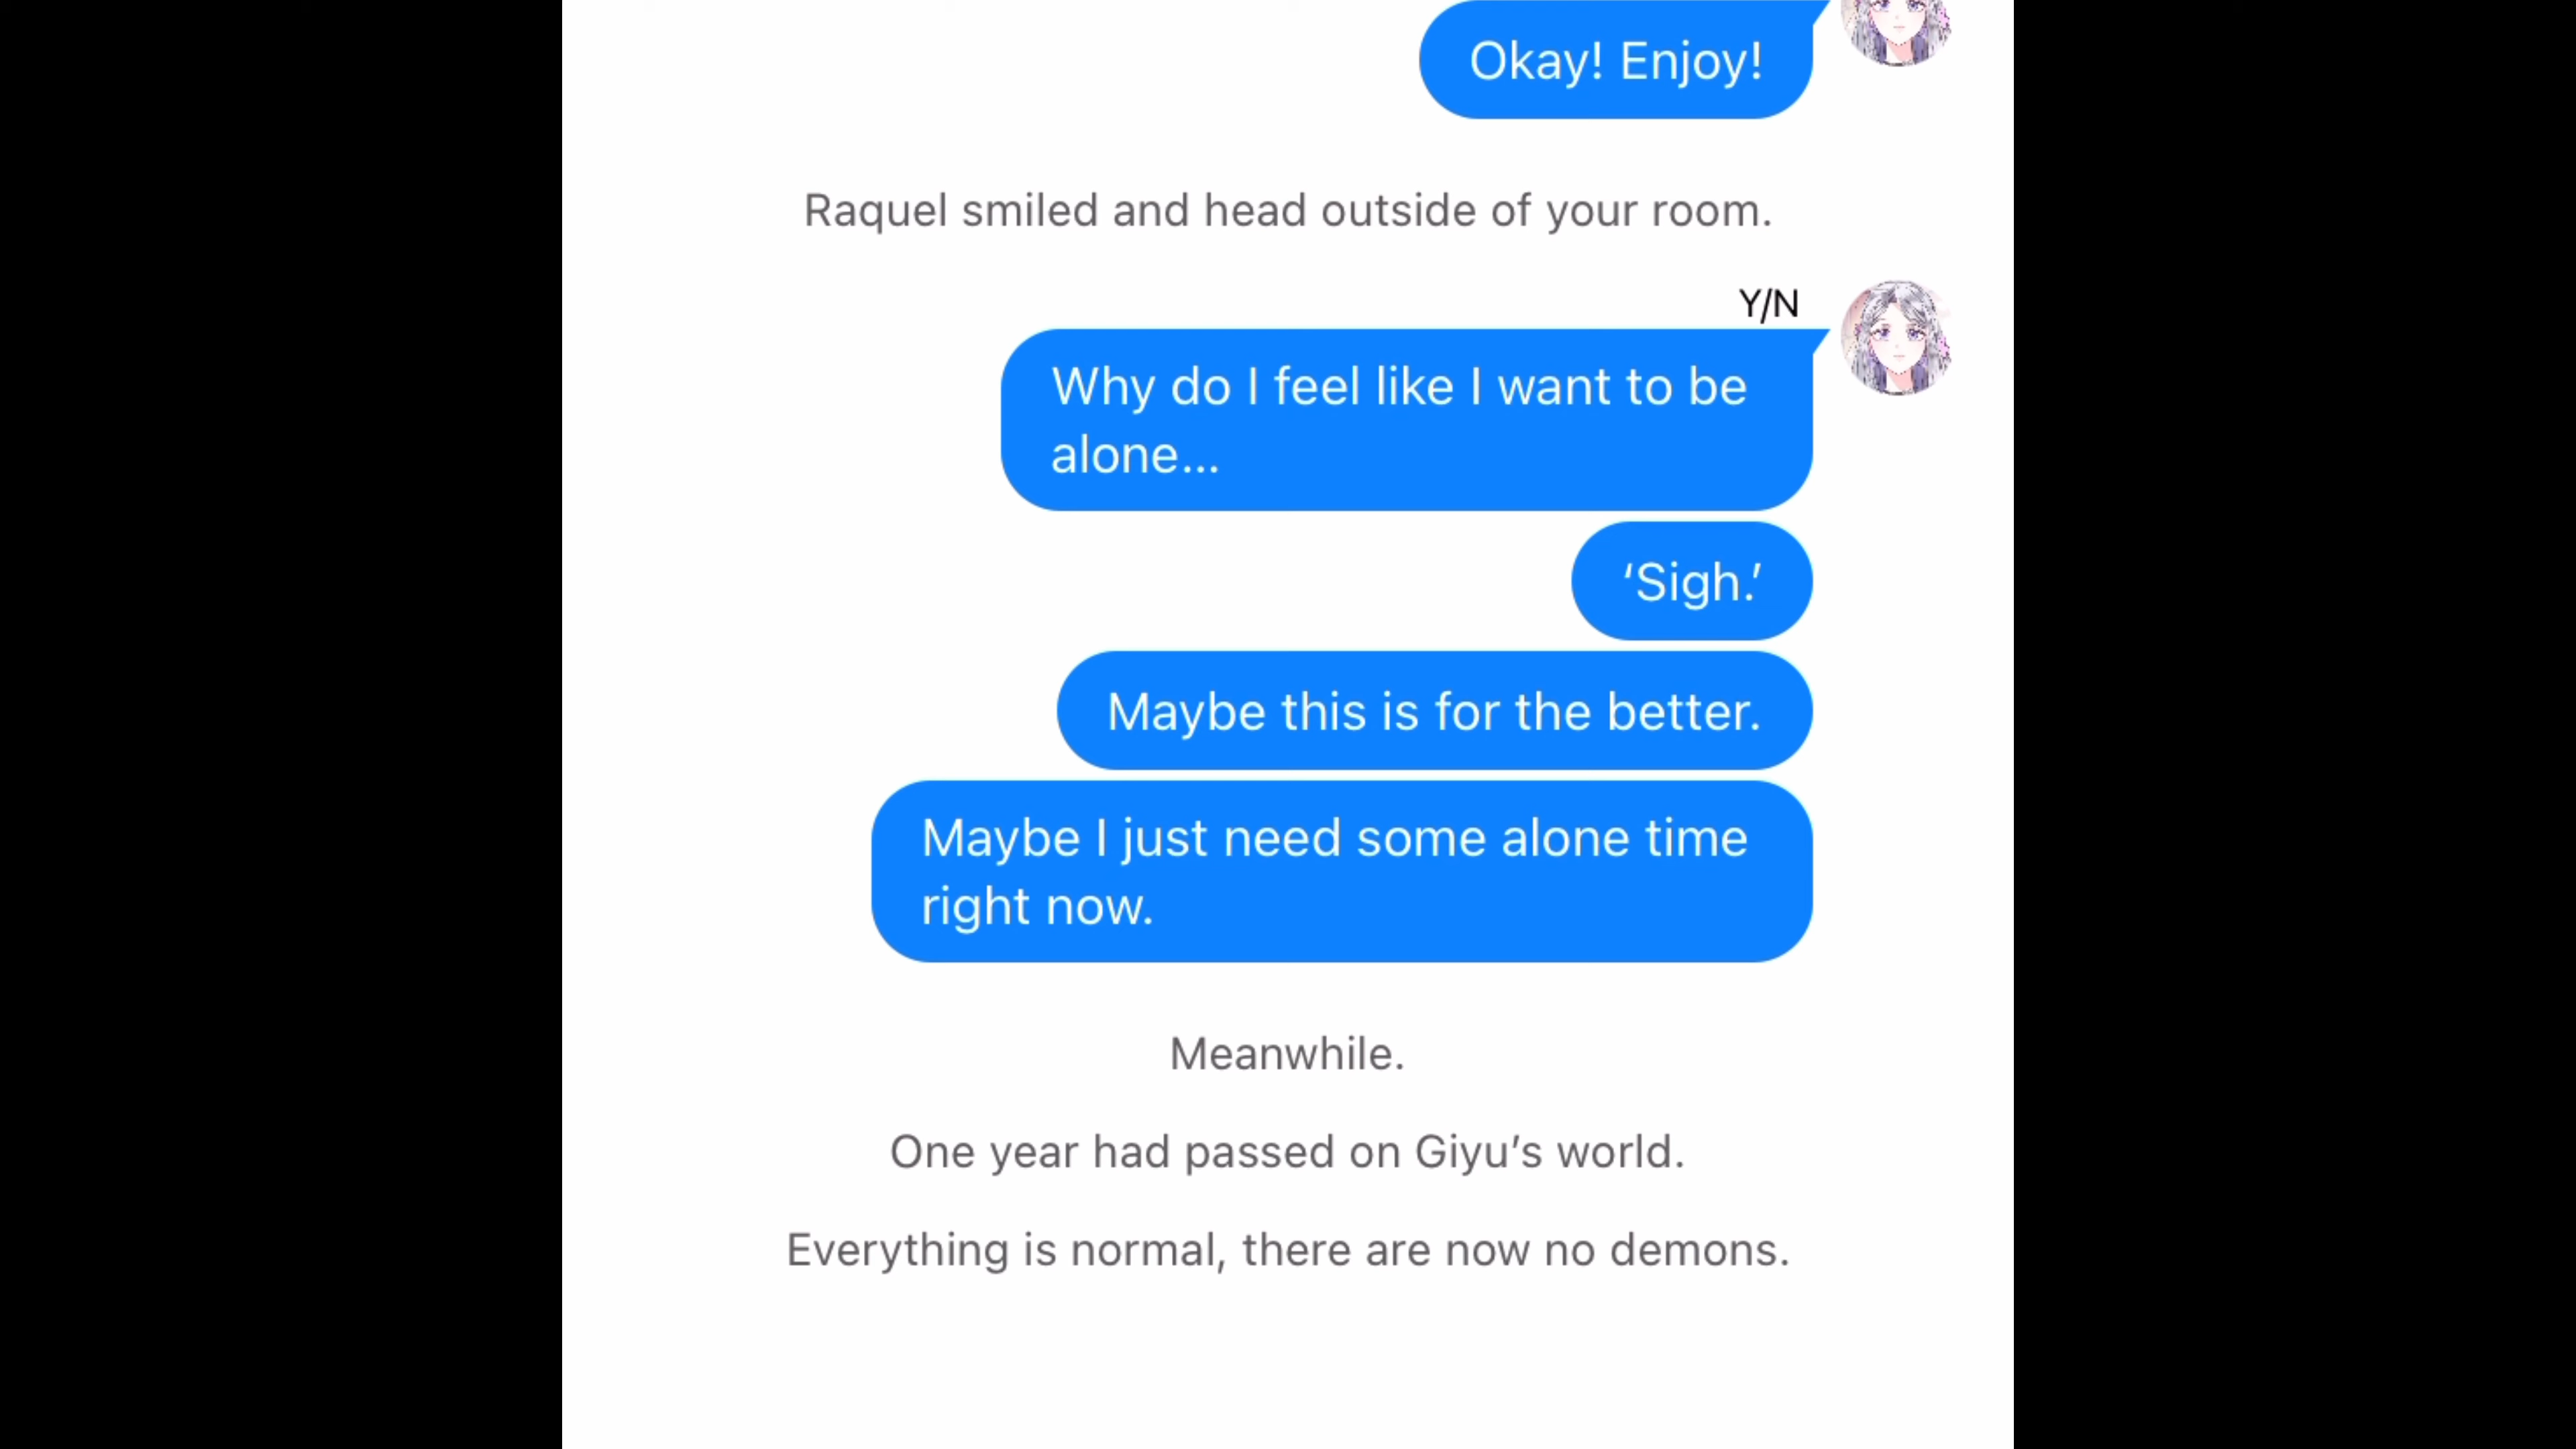 Okay! Enjoy!
Raquel smiled and head outside of your room.
Y/N
Why do I feel like I want to be
alone...
‘Sigh.’
Maybe this is for the better.
Maybe I just need some alone time
right now.
Meanwhile.
One year had passed on Giyu’s world.
Everything is normal, there are now no demons.